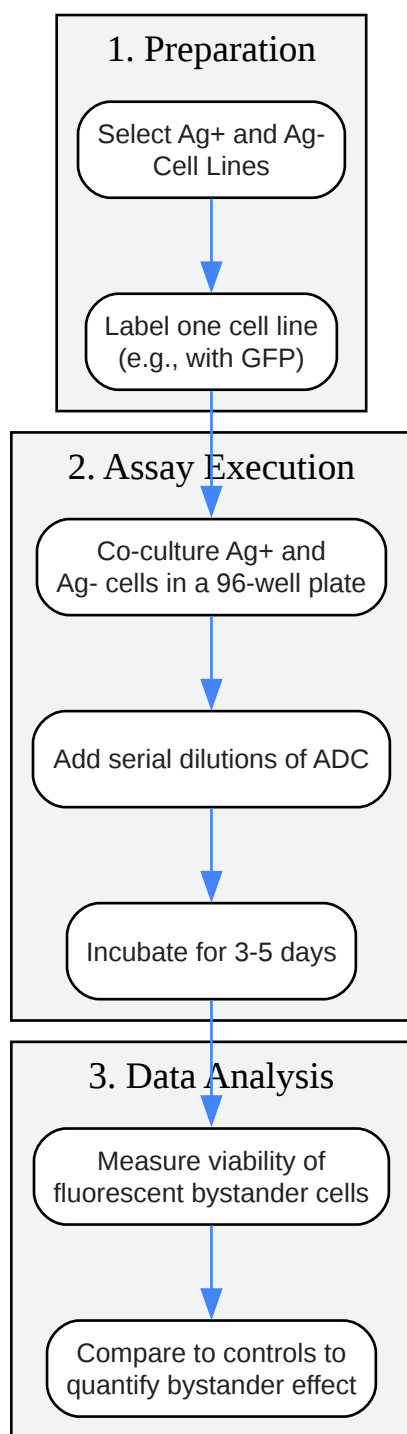 1. Preparation
Select Ag+ and Ag-
Cell Lines
Label one cell line
(e.g., with GFP)
2. Assay Execution
Co-culture Ag+ and
Ag- cells in a 96-well plate
Add serial dilutions of ADC
Incubate for 3-5 days
3. Data Analysis
Measure viability of
fluorescent bystander cells
Compare to controls to
quantify bystander effect